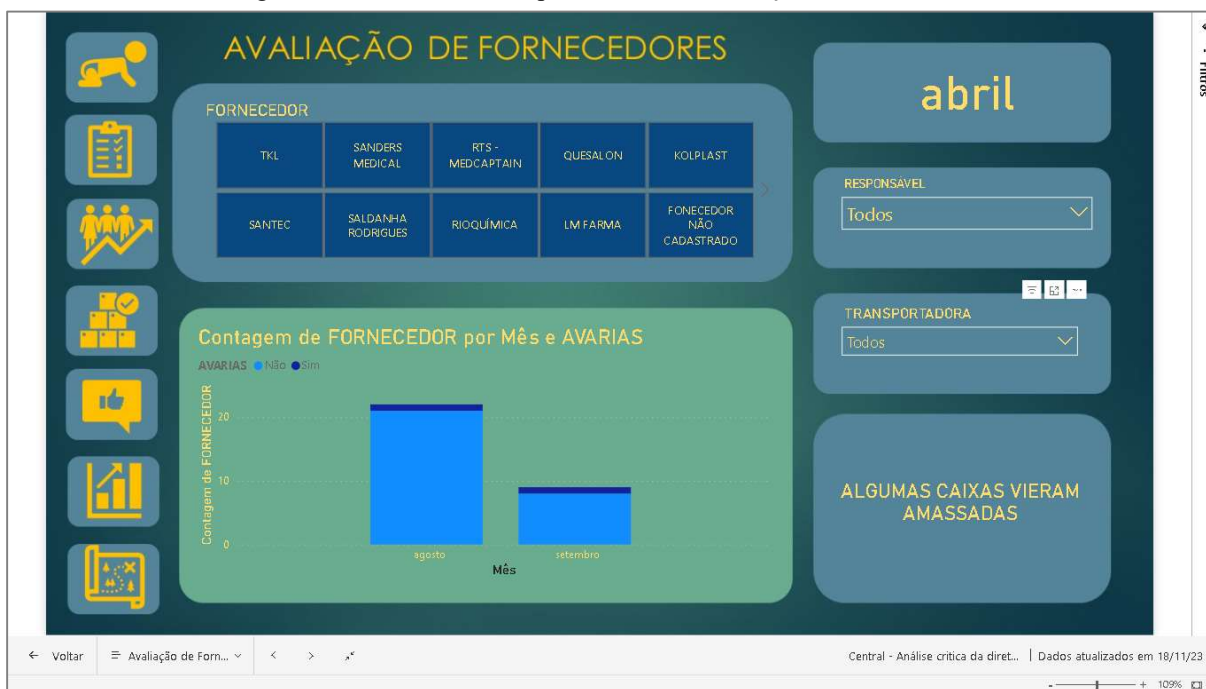 AVALIAÇÃO DE FORNECEDORES
abril
FORNECEDOR
TKL
SANDERS
MEDICAL
RTS -
MEDCAPTAIN
QUESALON
KOLPLAST
SANTEC
SALDANHA
RODRIGUES
RIOQUÍMICA
LM FARMA
FONECEDOR
NÃO
CADASTRADO
RESPONSÁVEL
Todos
TRANSPORTADORA
Todos
Contagem de FORNECEDOR por Mês e AVARIAS
AVARIAS Não Sim
Contagem de FORNECEDOR
20
10
0
agosto
setembro
Mês
ALGUMAS CAIXAS VIERAM
AMASSADAS
Filtros
Voltar
Avaliação de Forn...
Central - Análise critica da diret... | Dados atualizados em 18/11/23
- + 109%